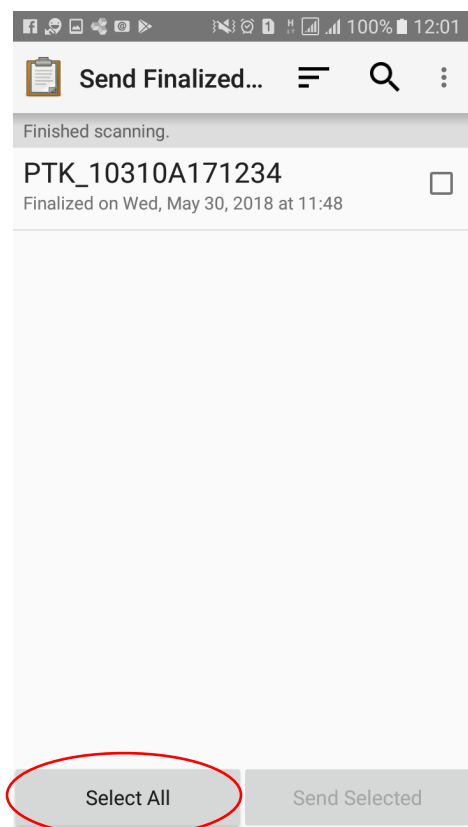 100% 12:01
Send Finalized...
Finished scanning.
PTK_10310A171234
Finalized on Wed, May 30, 2018 at 11:48
Select All
Send Selected